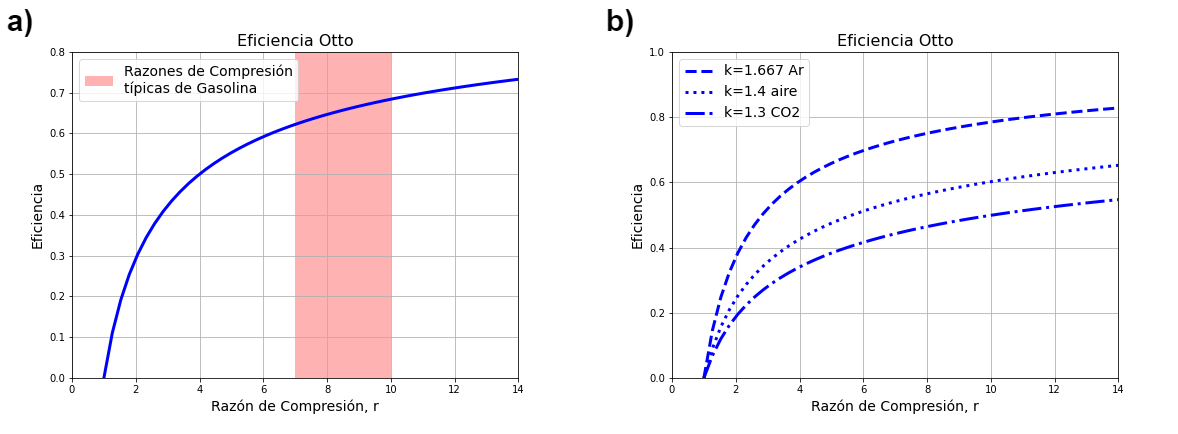 a)
Eficiencia Otto
Razones de Compresión
típicas de Gasolina
Eficiencia
0.8
0.7
0.6
0.5
0.4
0.3
0.2
0.1
0.0
0 2 4 6 8 10 12 14
Razón de Compresión, r
b)
Eficiencia Otto
k=1.667 Ar
k=1.4 aire
k=1.3 CO2
Eficiencia
1.0
0.8
0.6
0.4
0.2
0.0
0 2 4 6 8 10 12 14
Razón de Compresión, r